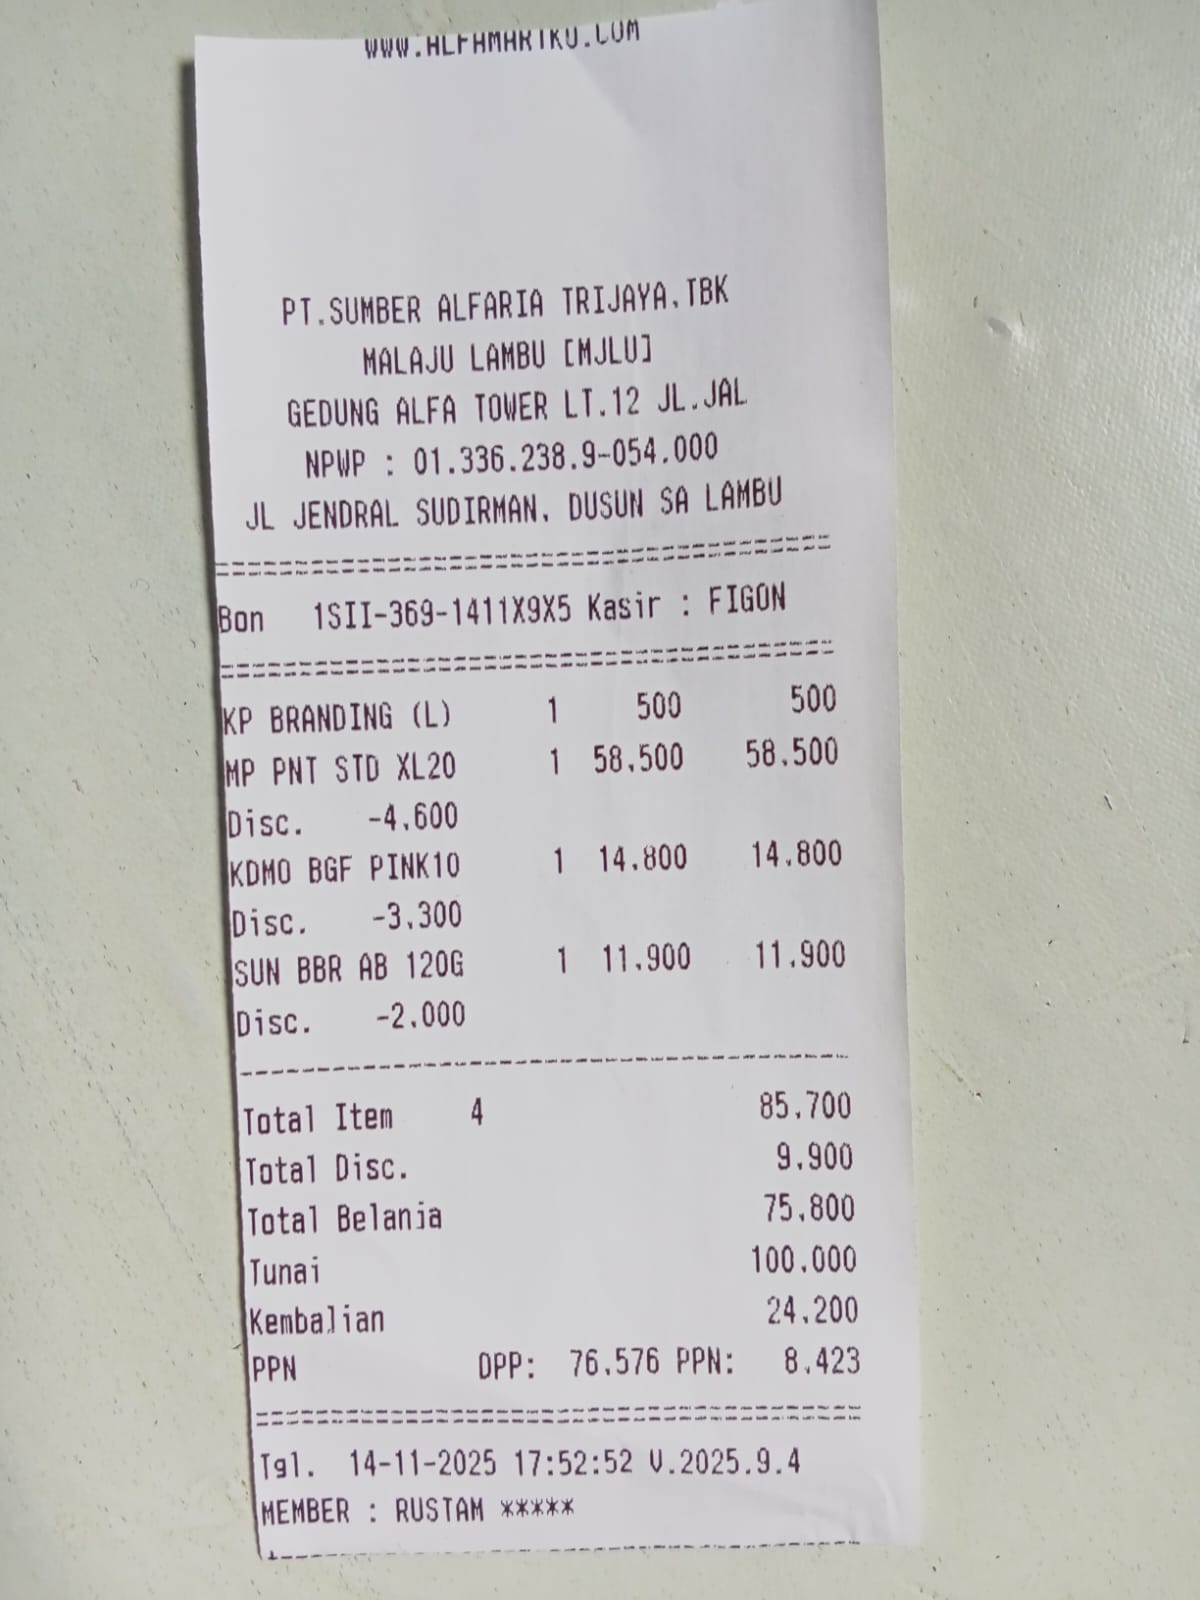 WWW.ALFAMARTKU.COM
PT.SUMBER ALFARIA TRIJAYA,TBK
MALAJU LAMBU [MJLU]
GEDUNG ALFA TOWER LT.12 JL.JAL
NPWP : 01.336.238.9-054.000
JL JENDRAL SUDIRMAN, DUSUN SA LAMBU
Bon 1SII-369-1411X9X5 Kasir : FIGON
KP BRANDING (L) 1 500 500
MP PNT STD XL20 1 58,500 58,500
Disc. -4,600
KDMO BGF PINK10 1 14,800 14,800
Disc. -3,300
SUN BBR AB 120G 1 11,900 11,900
Disc. -2,000
Total Item 4 85,700
Total Disc. 9,900
Total Belanja 75,800
Tunai 100,000
Kembalian 24,200
PPN DPP: 76,576 PPN: 8,423
Tgl. 14-11-2025 17:52:52 V.2025.9.4
MEMBER : RUSTAM *****